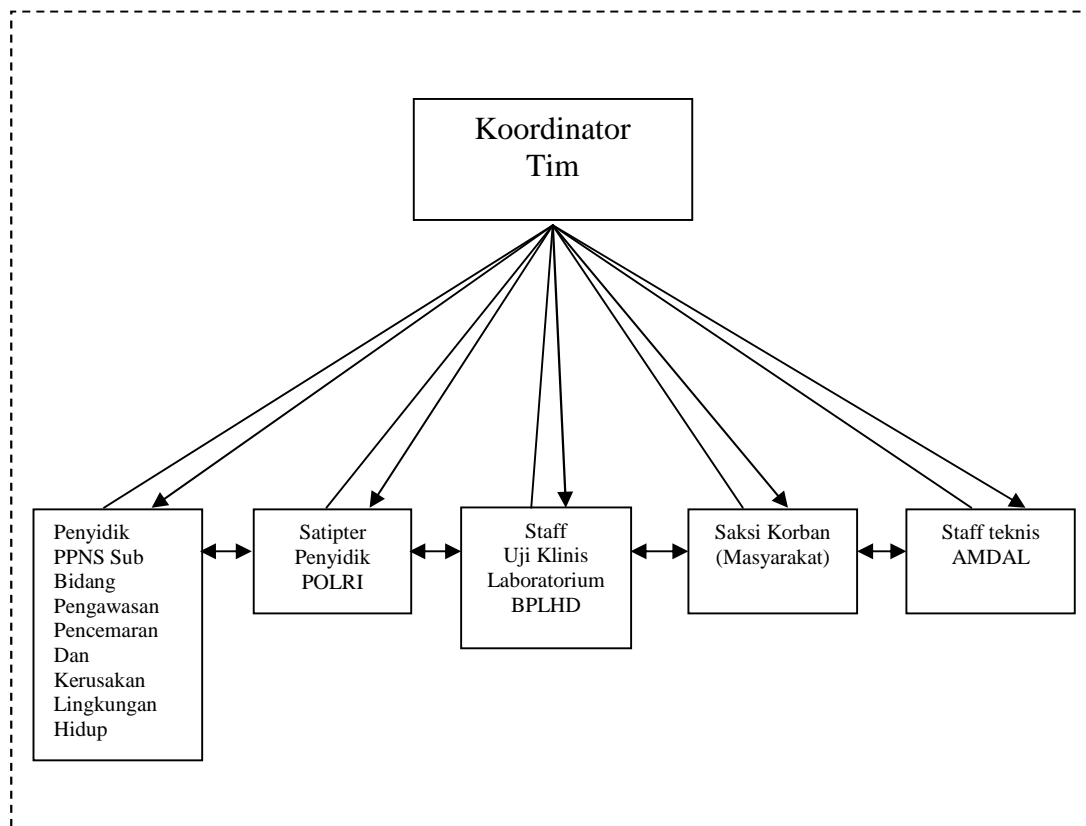 Koordinator
Tim
Penyidik
PPNS Sub
Bidang
Pengawasan
Pencemaran
Dan
Kerusakan
Lingkungan
Hidup
Satipter
Penyidik
POLRI
Staff
Uji Klinis
Laboratorium
BPLHD
Saksi Korban
(Masyarakat)
Staff teknis
AMDAL